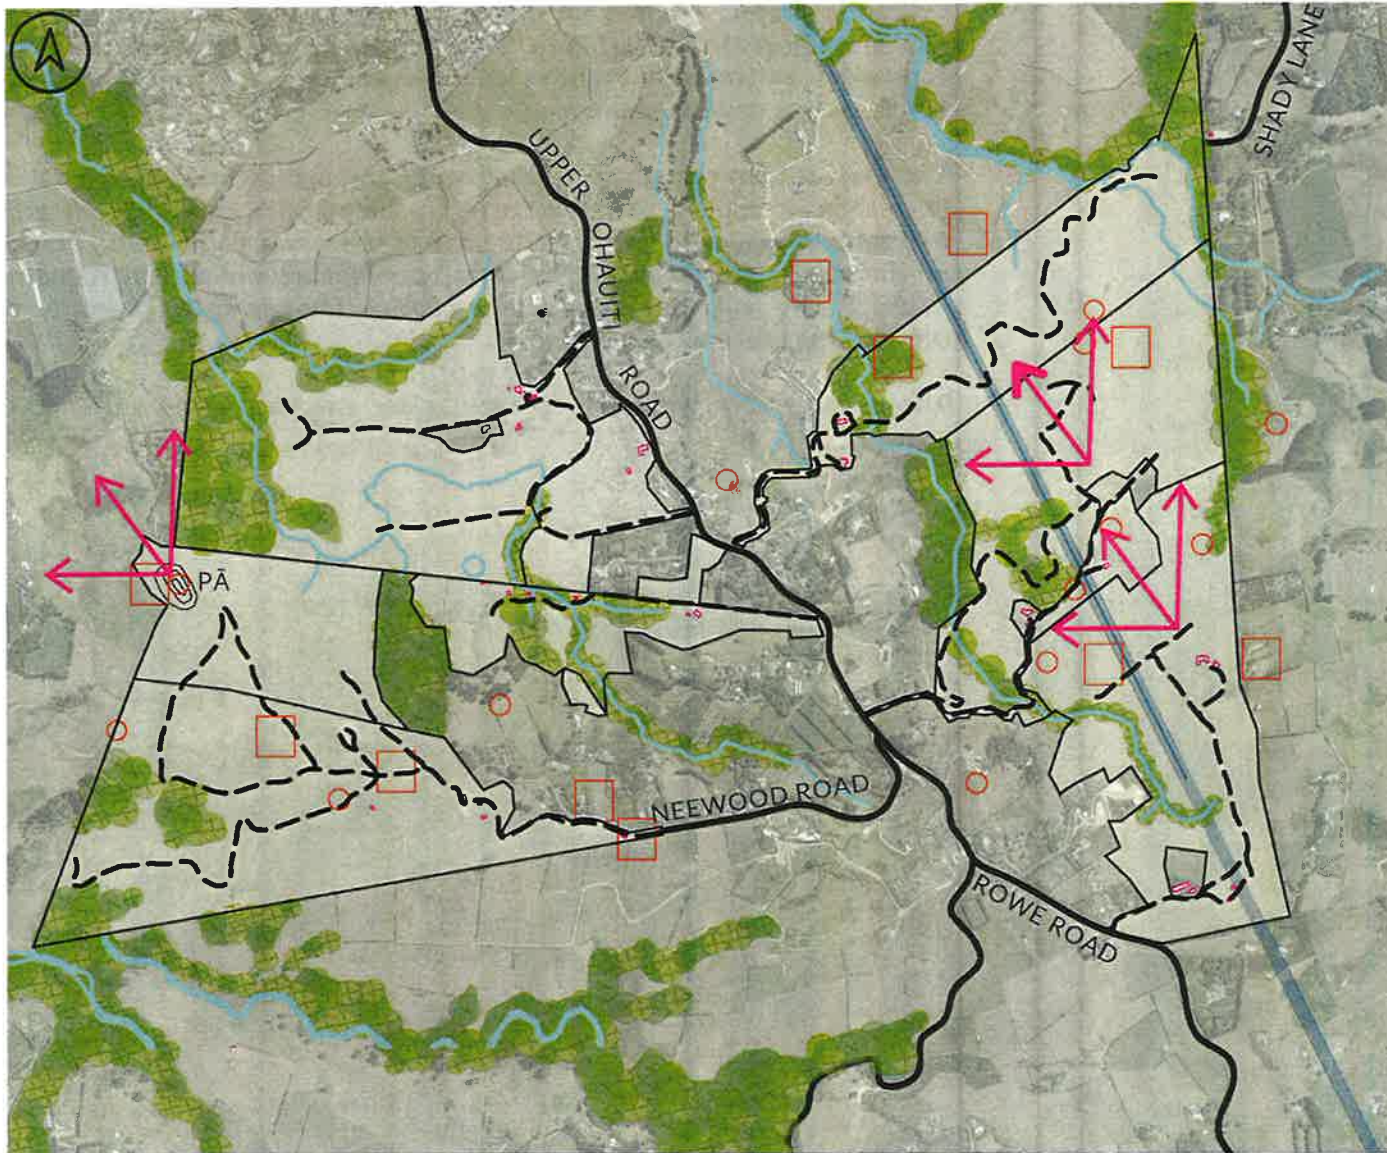 SHADY LANE
UPPER
OHAUITI
ROAD
PĀ
NEEWOOD ROAD
ROWE ROAD